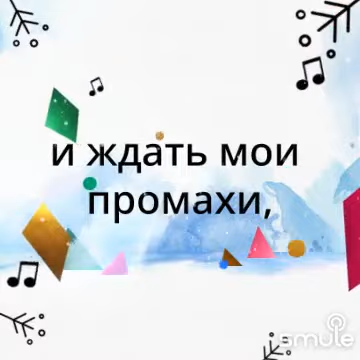 и ждать мои
промахи,
smule